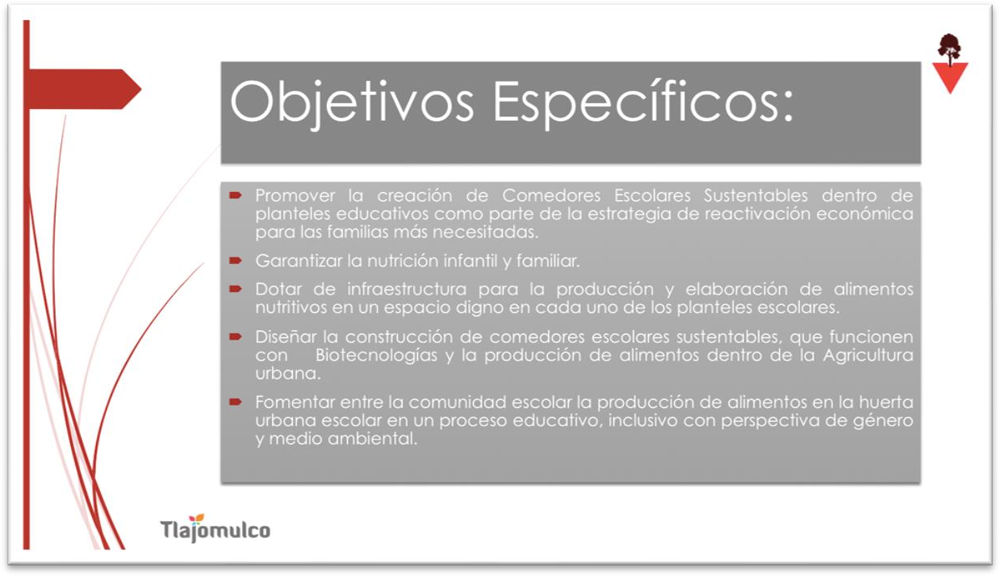 Objetivos Específicos:
Promover la creación de Comedores Escolares Sustentables dentro de
planteles educativos como parte de la estrategia de reactivación económica
para las familias más necesitadas.
Garantizar la nutrición infantil y familiar.
Dotar de infraestructura para la producción y elaboración de alimentos
nutritivos en un espacio digno en cada uno de los planteles escolares.
Diseñar la construcción de comedores escolares sustentables, que funcionen
con Biotecnologías y la producción de alimentos dentro de la Agricultura
urbana.
Fomentar entre la comunidad escolar la producción de alimentos en la huerta
urbana escolar en un proceso educativo, inclusivo con perspectiva de género
y medio ambiental.
Tlajomulco